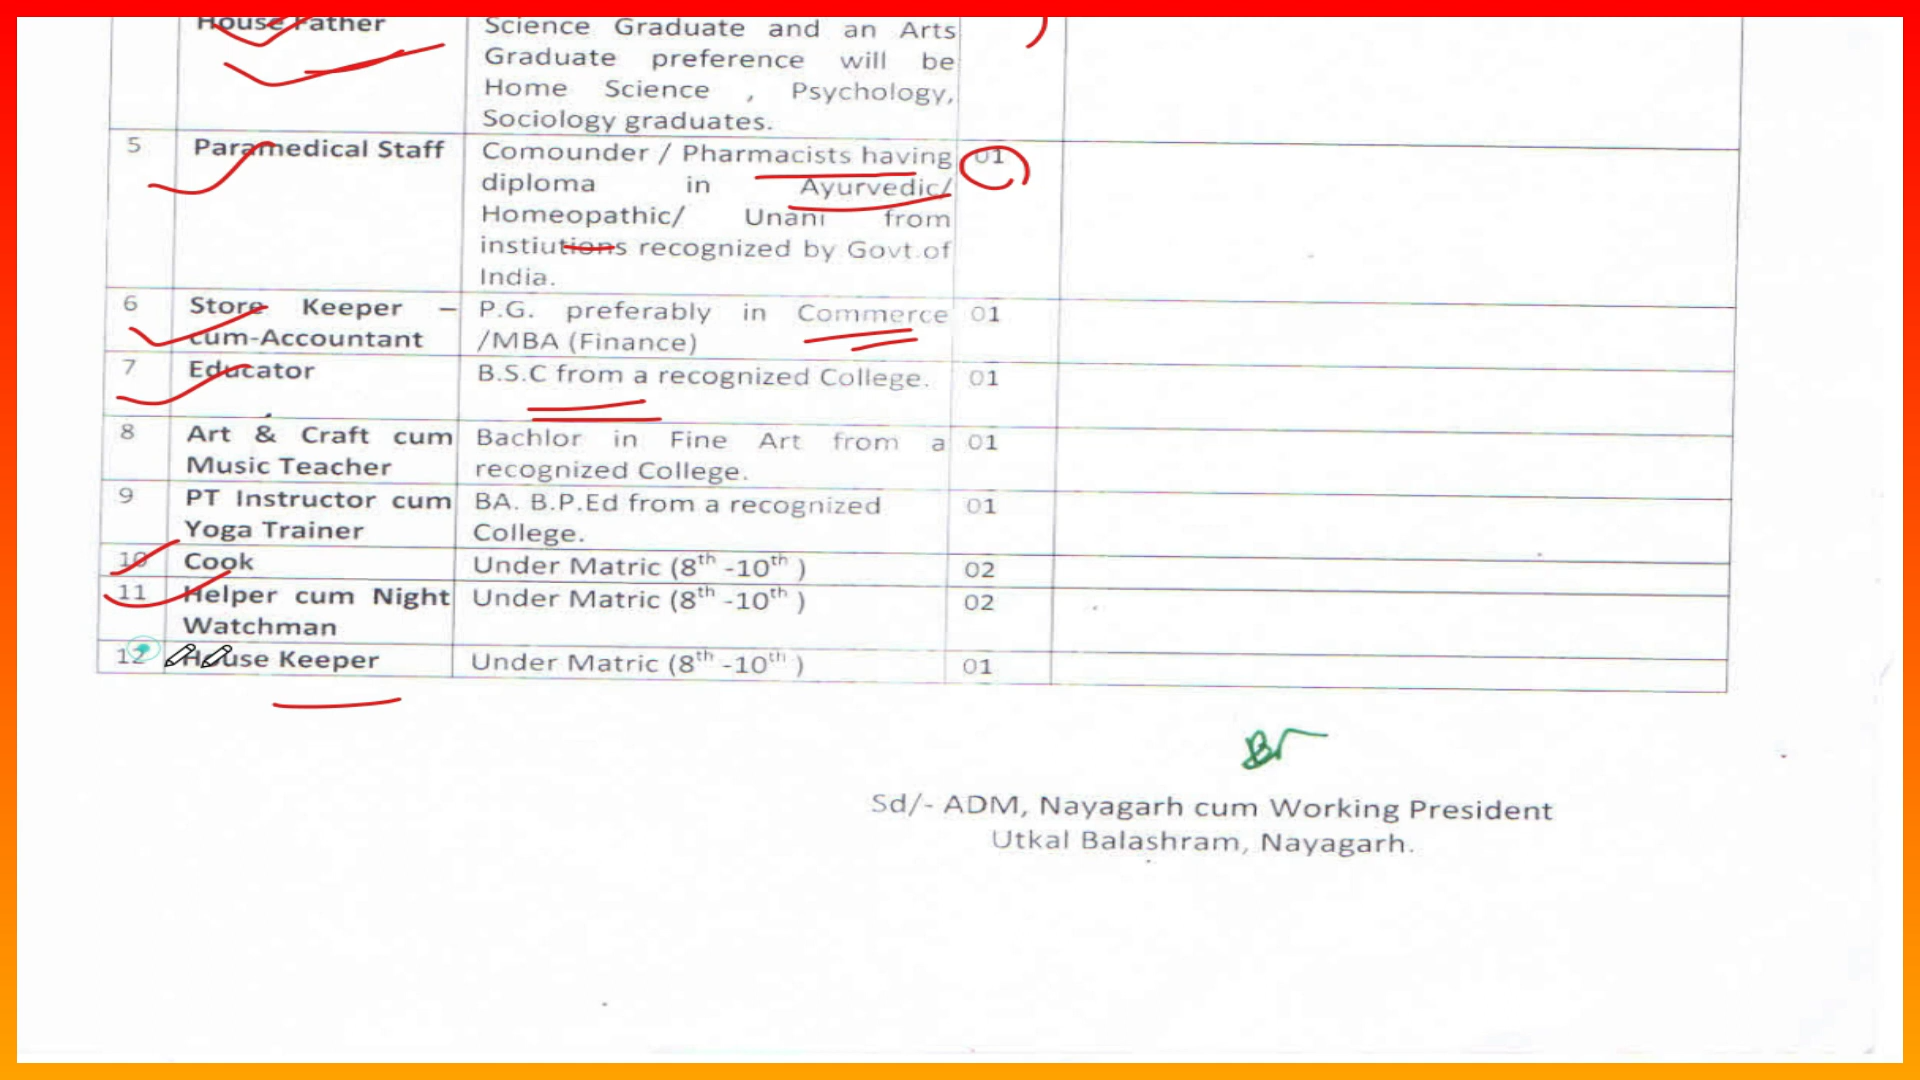 House Father
Science Graduate and an Arts
Graduate preference will be
Home Science , Psychology,
Sociology graduates.
5 Paramedical Staff Comounder / Pharmacists having 01
diploma in Ayurvedic/
Homeopathic/ Unani from
instiutions recognized by Govt.of
India.
6 Store Keeper – P.G. preferably in Commerce 01
cum-Accountant /MBA (Finance)
7 Educator B.S.C from a recognized College. 01
8 Art & Craft cum Bachlor in Fine Art from a 01
Music Teacher recognized College.
9 PT Instructor cum BA. B.P.Ed from a recognized 01
Yoga Trainer College.
10 Cook Under Matric (8th -10th ) 02
11 Helper cum Night Under Matric (8th -10th ) 02
Watchman
12 House Keeper Under Matric (8th -10th ) 01
Sd/- ADM, Nayagarh cum Working President
Utkal Balashram, Nayagarh.